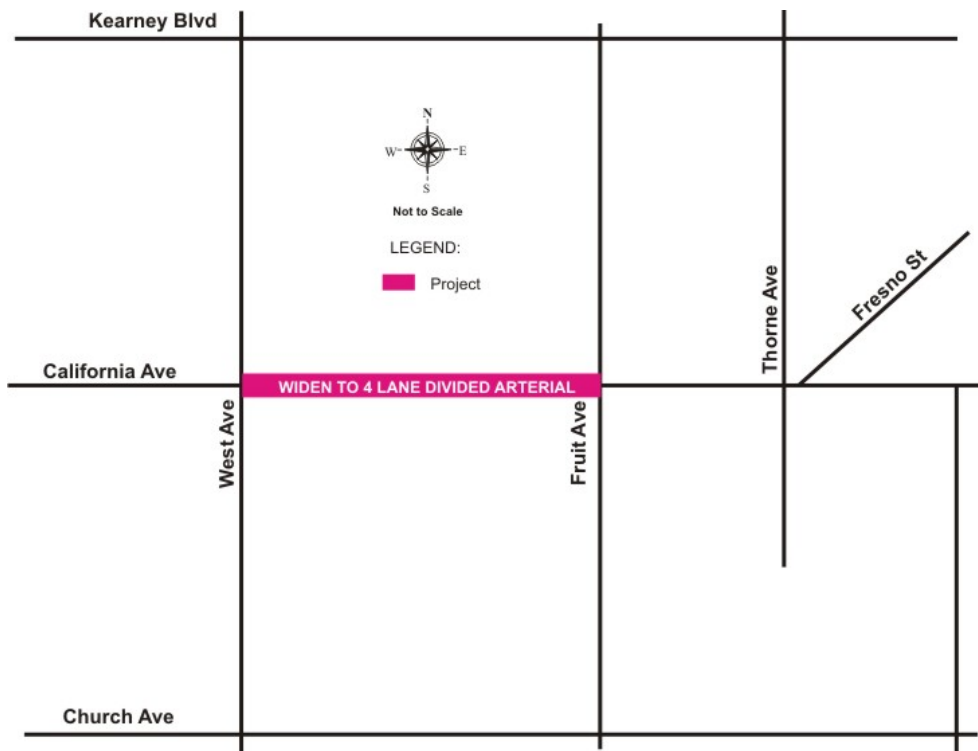 Kearney Blvd
N
W
E
S
Not to Scale
LEGEND:
Project
Fresno St
Thorne Ave
California Ave
WIDEN TO 4 LANE DIVIDED ARTERIAL
West Ave
Fruit Ave
Church Ave